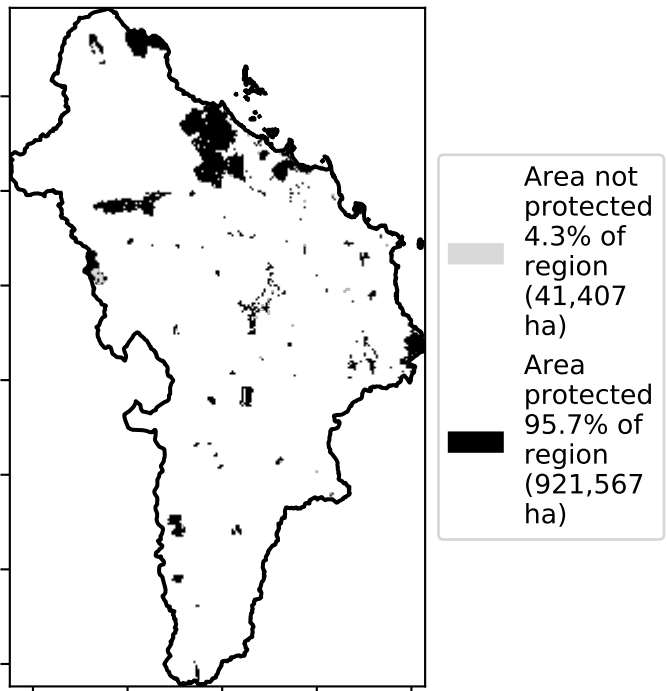 Area not
protected
4.3% of
region
(41,407
ha)
Area
protected
95.7% of
region
(921,567
ha)